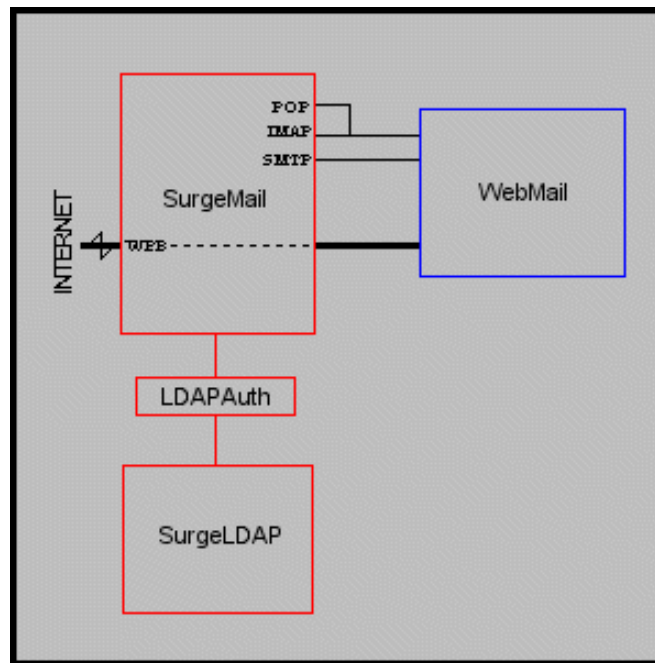 POP
IMAP
SMTP
SurgeMail
WebMail
INTERNET
WEB
LDAPAuth
SurgeLDAP